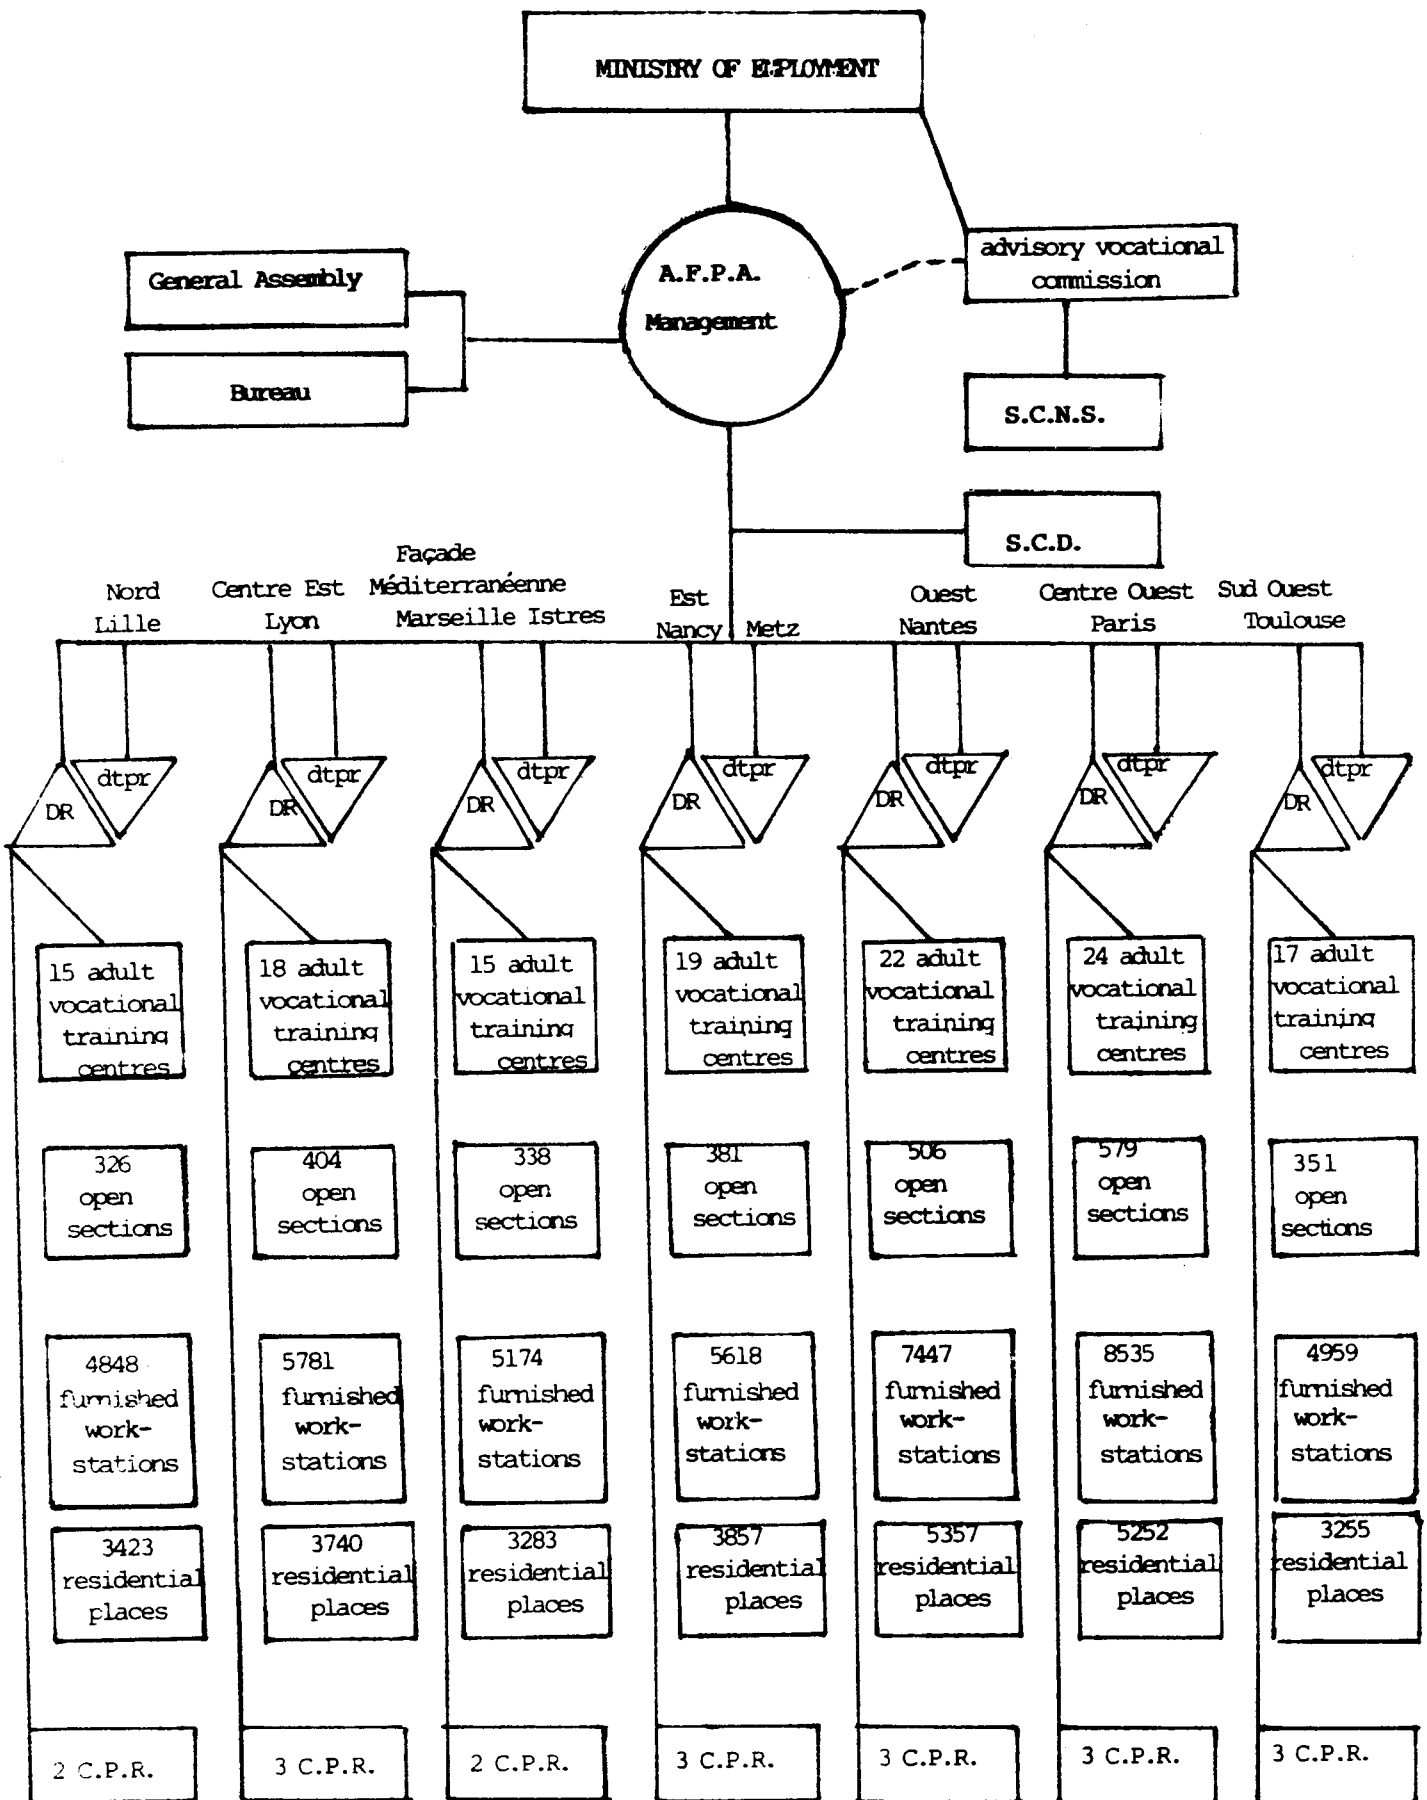 MINISTRY OF EMPLOYMENT
General Assembly
Bureau
A.F.P.A.
Management
advisory vocational
commission
S.C.N.S.
S.C.D.
Nord
Lille
Centre Est
Lyon
Façade
Méditerranéenne
Marseille Istres
Est
Nancy Metz
Ouest
Nantes
Centre Ouest
Paris
Sud Ouest
Toulouse
DR
dtpr
DR
dtpr
DR
dtpr
DR
dtpr
DR
dtpr
DR
dtpr
DR
dtpr
15 adult
vocational
training
centres
18 adult
vocational
training
centres
15 adult
vocational
training
centres
19 adult
vocational
training
centres
22 adult
vocational
training
centres
24 adult
vocational
training
centres
17 adult
vocational
training
centres
326
open
sections
404
open
sections
338
open
sections
381
open
sections
506
open
sections
579
open
sections
351
open
sections
4848
furnished
work-
stations
5781
furnished
work-
stations
5174
furnished
work-
stations
5618
furnished
work-
stations
7447
furnished
work-
stations
8535
furnished
work-
stations
4959
furnished
work-
stations
3423
residential
places
3740
residential
places
3283
residential
places
3857
residential
places
5357
residential
places
5252
residential
places
3255
residential
places
2 C.P.R.
3 C.P.R.
2 C.P.R.
3 C.P.R.
3 C.P.R.
3 C.P.R.
3 C.P.R.